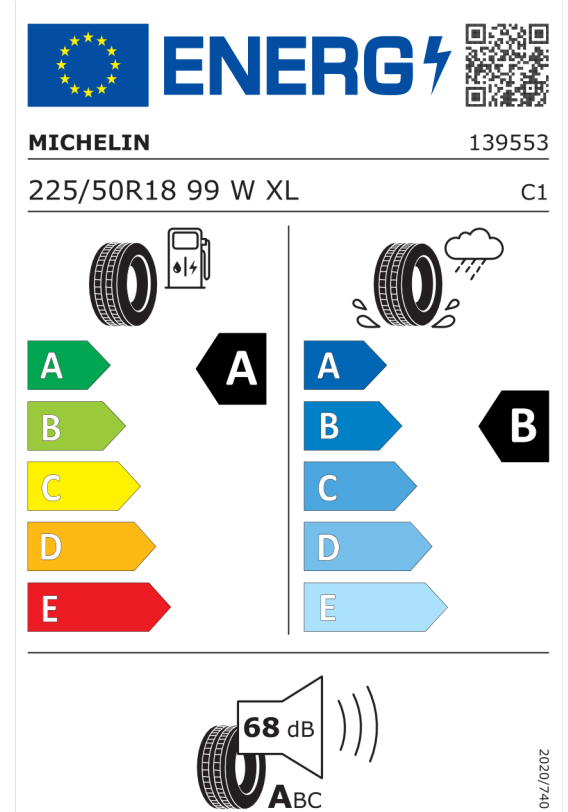 ENERG
MICHELIN 139553
225/50R18 99 W XL C1
A A A
B B B
C C
D D
E E
68 dB
ABC
2020/740